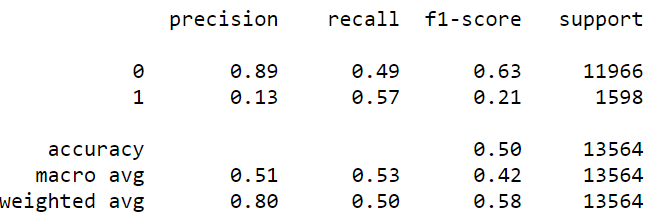 precision recall f1-score support
0 0.89 0.49 0.63 11966
1 0.13 0.57 0.21 1598
accuracy 0.50 13564
macro avg 0.51 0.53 0.42 13564
weighted avg 0.80 0.50 0.58 13564